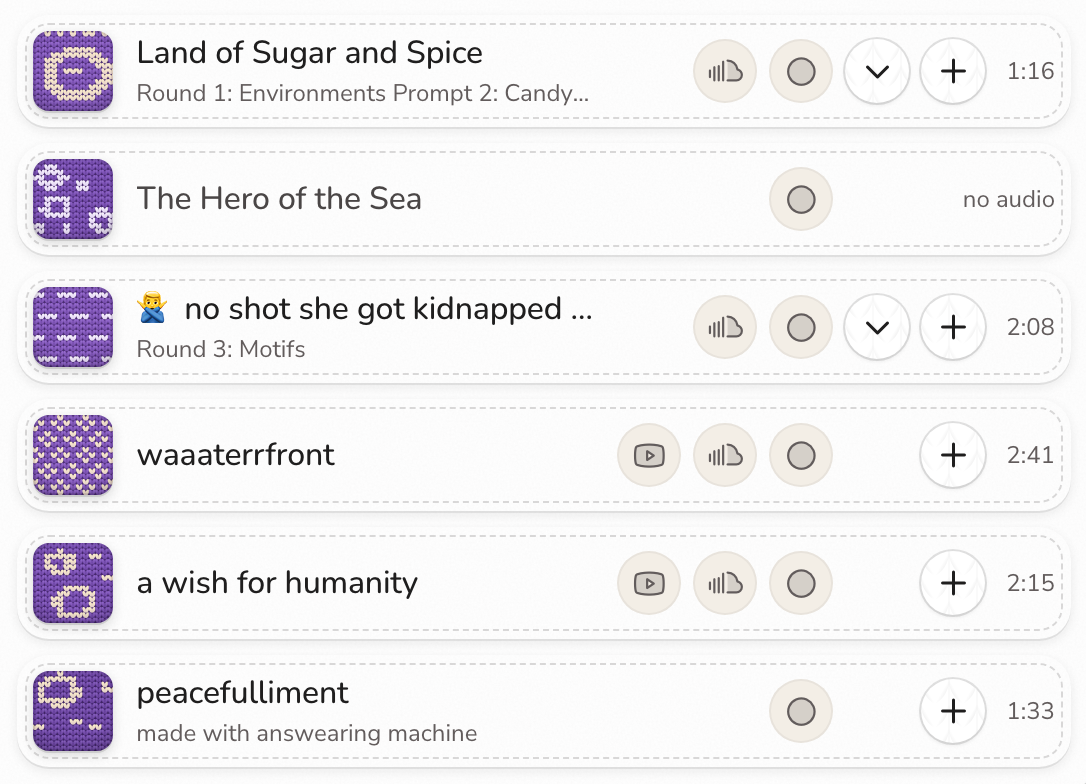 Land of Sugar and Spice
Round 1: Environments Prompt 2: Candy...
1:16
The Hero of the Sea
no audio
🙅‍♂️ no shot she got kidnapped ...
Round 3: Motifs
2:08
waaaterrfront
2:41
a wish for humanity
2:15
peacefulliment
made with answearing machine
1:33